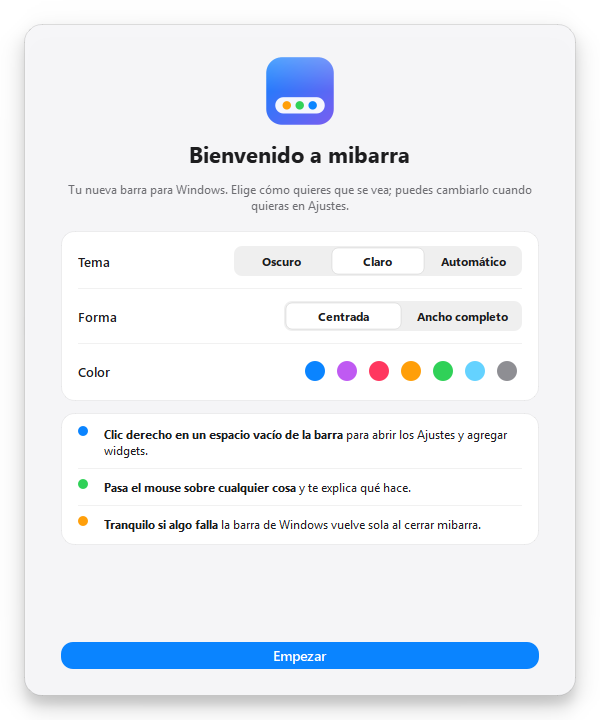 Bienvenido a mibarra
Tu nueva barra para Windows. Elige cómo quieres que se vea; puedes cambiarlo cuando
quieras en Ajustes.
Tema
Oscuro
Claro
Automático
Forma
Centrada
Ancho completo
Color
Clic derecho en un espacio vacío de la barra para abrir los Ajustes y agregar
widgets.
Pasa el mouse sobre cualquier cosa y te explica qué hace.
Tranquilo si algo falla la barra de Windows vuelve sola al cerrar mibarra.
Empezar